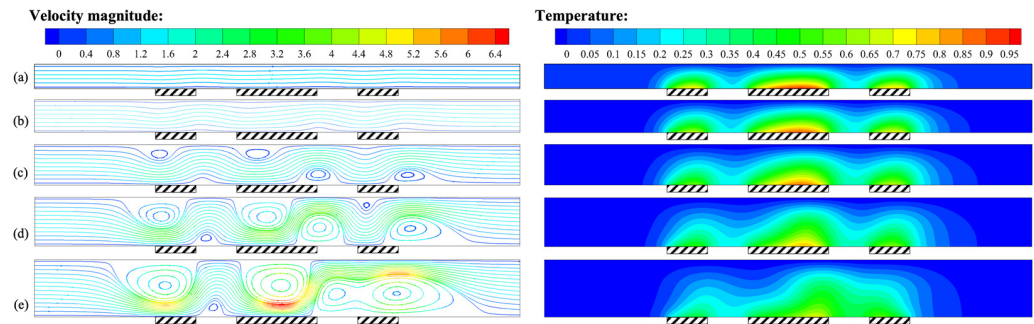 Velocity magnitude:
0 0.4 0.8 1.2 1.6 2 2.4 2.8 3.2 3.6 4 4.4 4.8 5.2 5.6 6 6.4
Temperature:
0 0.05 0.1 0.15 0.2 0.25 0.3 0.35 0.4 0.45 0.5 0.55 0.6 0.65 0.7 0.75 0.8 0.85 0.9 0.95
(a)
(b)
(c)
(d)
(e)